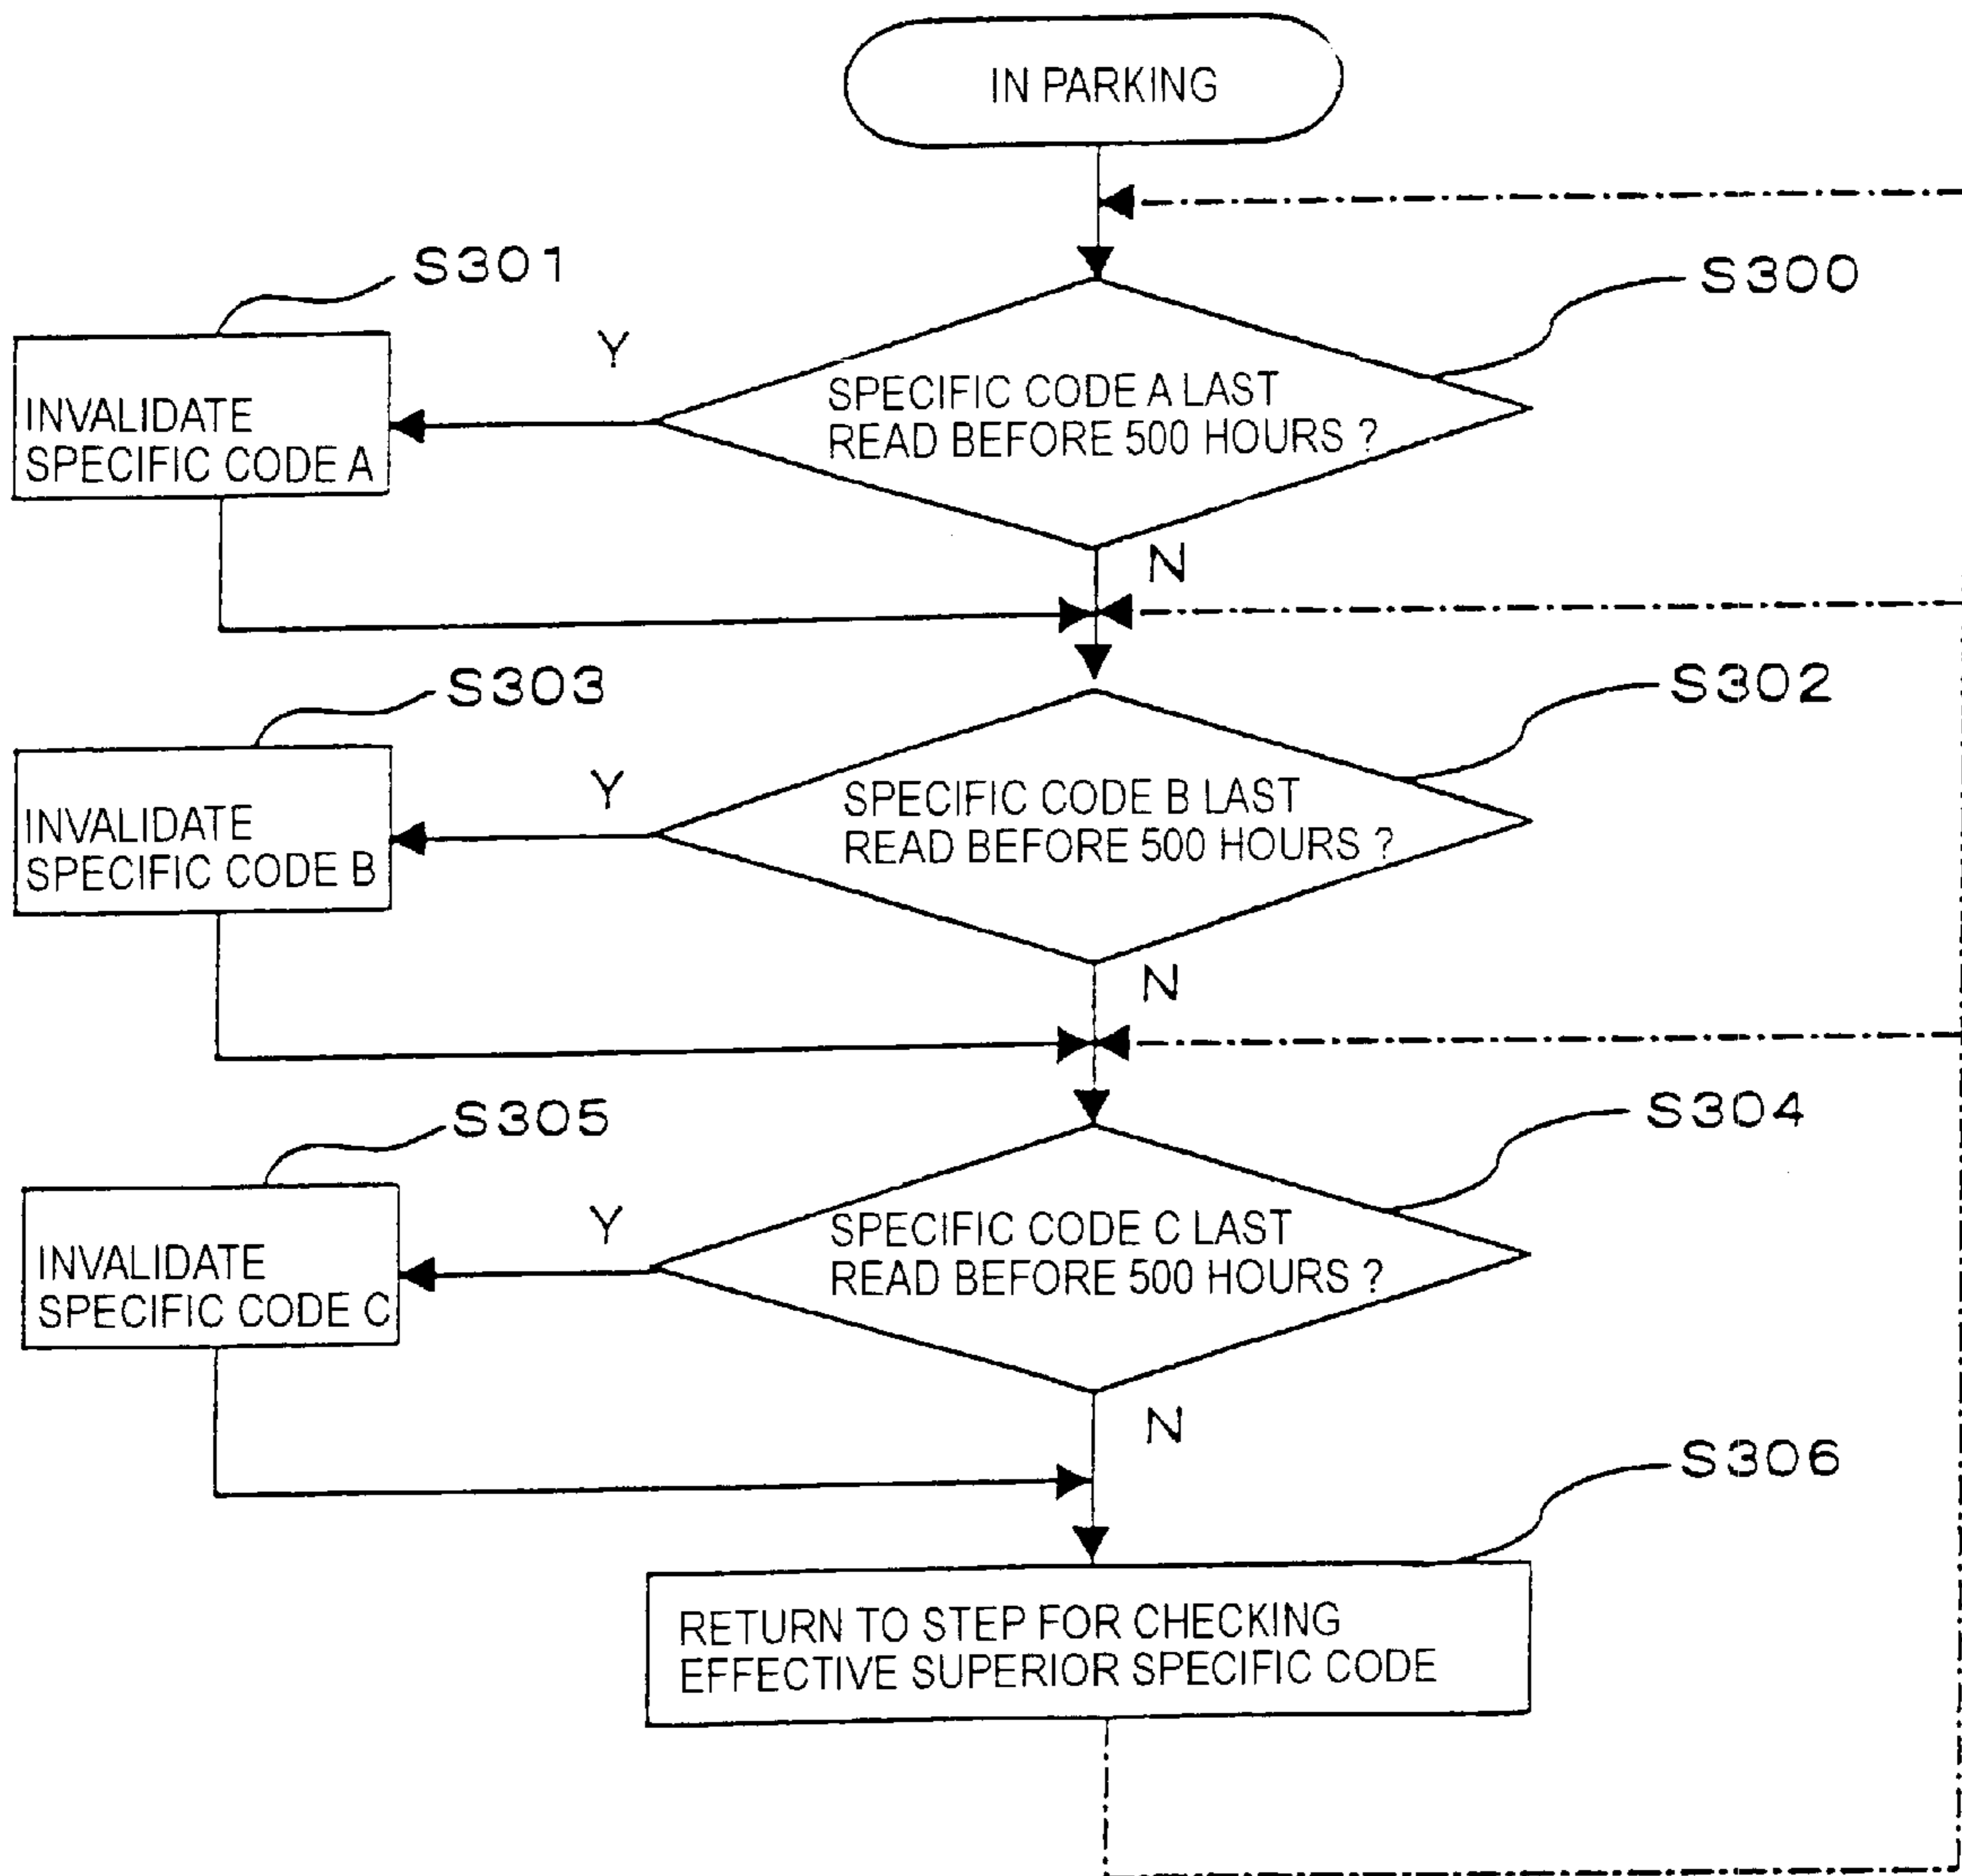 IN PARKING
S301
S300
Y
SPECIFIC CODE A LAST
READ BEFORE 500 HOURS ?
INVALIDATE
SPECIFIC CODE A
N
S303
S302
Y
SPECIFIC CODE B LAST
READ BEFORE 500 HOURS ?
INVALIDATE
SPECIFIC CODE B
N
S305
S304
Y
SPECIFIC CODE C LAST
READ BEFORE 500 HOURS ?
INVALIDATE
SPECIFIC CODE C
N
S306
RETURN TO STEP FOR CHECKING
EFFECTIVE SUPERIOR SPECIFIC CODE